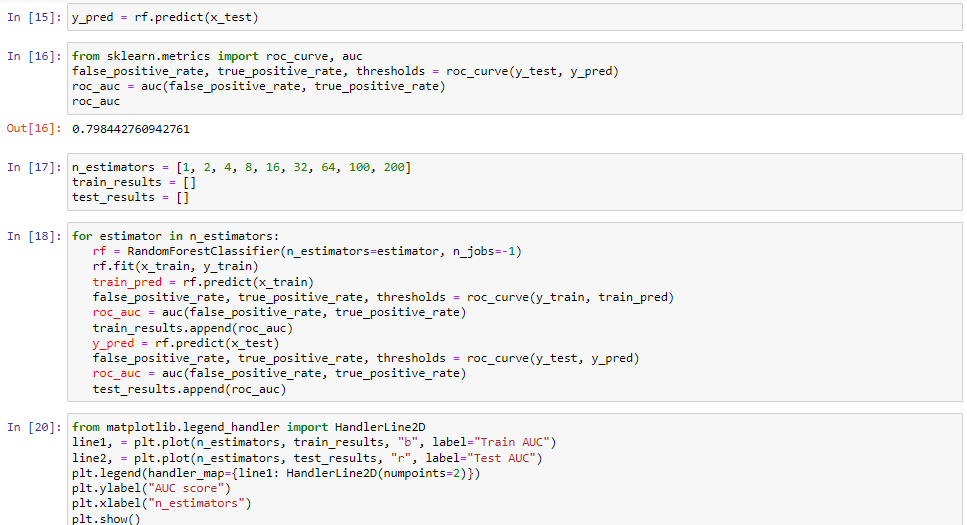 In [15]: y_pred = rf.predict(x_test)
In [16]: from sklearn.metrics import roc_curve, auc
false_positive_rate, true_positive_rate, thresholds = roc_curve(y_test, y_pred)
roc_auc = auc(false_positive_rate, true_positive_rate)
roc_auc
Out[16]: 0.798442760942761
In [17]: n_estimators = [1, 2, 4, 8, 16, 32, 64, 100, 200]
train_results = []
test_results = []
In [18]: for estimator in n_estimators:
rf = RandomForestClassifier(n_estimators=estimator, n_jobs=-1)
rf.fit(x_train, y_train)
train_pred = rf.predict(x_train)
false_positive_rate, true_positive_rate, thresholds = roc_curve(y_train, train_pred)
roc_auc = auc(false_positive_rate, true_positive_rate)
train_results.append(roc_auc)
y_pred = rf.predict(x_test)
false_positive_rate, true_positive_rate, thresholds = roc_curve(y_test, y_pred)
roc_auc = auc(false_positive_rate, true_positive_rate)
test_results.append(roc_auc)
In [20]: from matplotlib.legend_handler import HandlerLine2D
line1, = plt.plot(n_estimators, train_results, "b", label="Train AUC")
line2, = plt.plot(n_estimators, test_results, "r", label="Test AUC")
plt.legend(handler_map={line1: HandlerLine2D(numpoints=2)})
plt.ylabel("AUC score")
plt.xlabel("n_estimators")
plt.show()